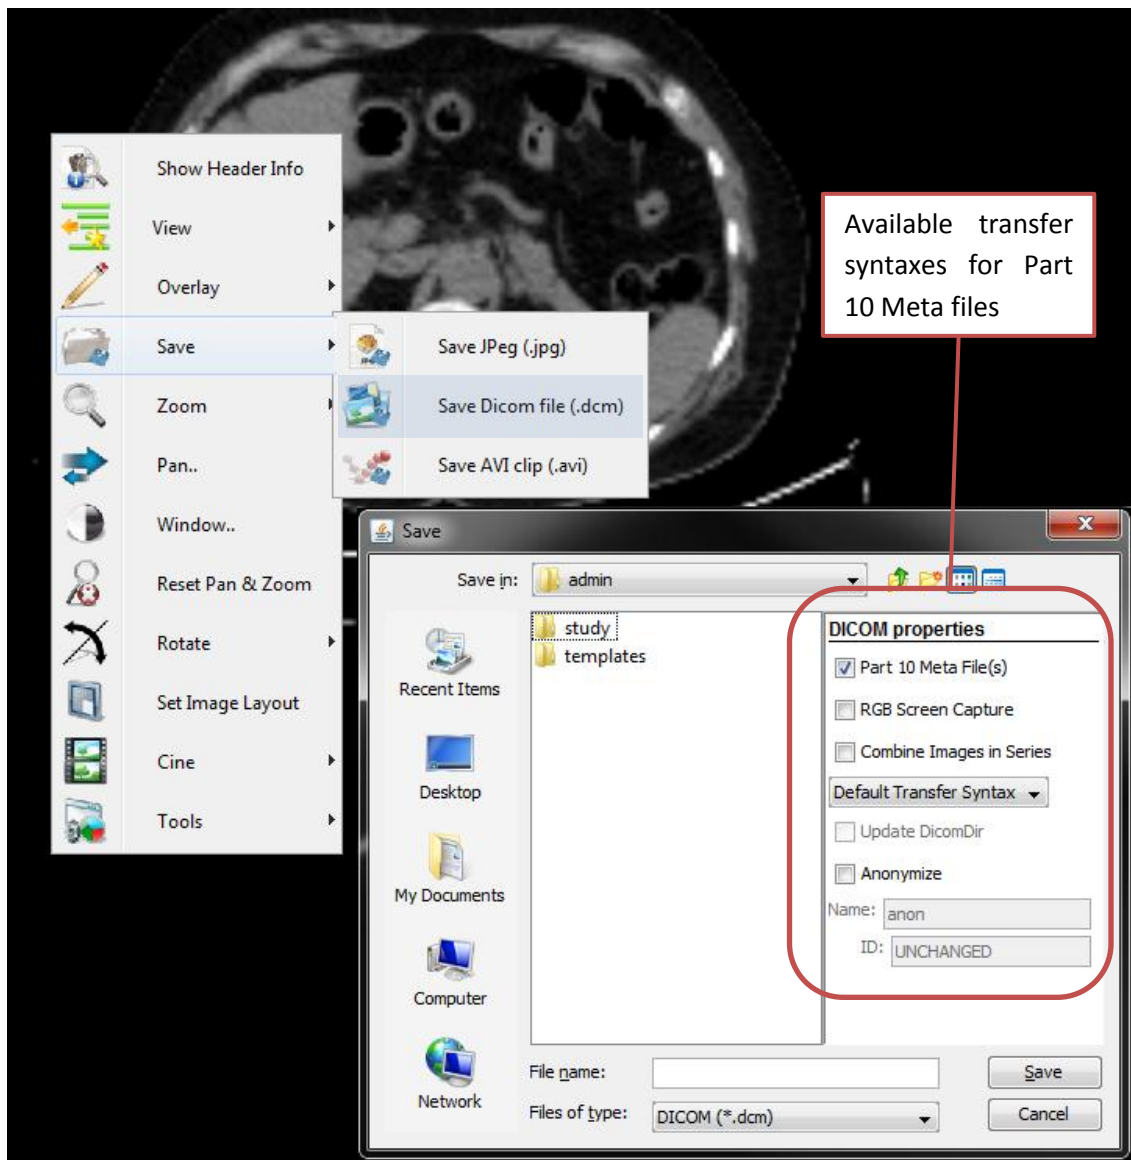 Show Header Info
View
Overlay
Save
Zoom
Pan..
Window..
Reset Pan & Zoom
Rotate
Set Image Layout
Cine
Tools
Save JPeg (.jpg)
Save Dicom file (.dcm)
Save AVI clip (.avi)
Available transfer
syntaxes for Part
10 Meta files
Save
Save in:
admin
Recent Items
Desktop
My Documents
Computer
Network
study
templates
DICOM properties
Part 10 Meta File(s)
RGB Screen Capture
Combine Images in Series
Default Transfer Syntax
Update DicomDir
Anonymize
Name: anon
ID: UNCHANGED
File name:
Save
Files of type: DICOM (*.dcm)
Cancel